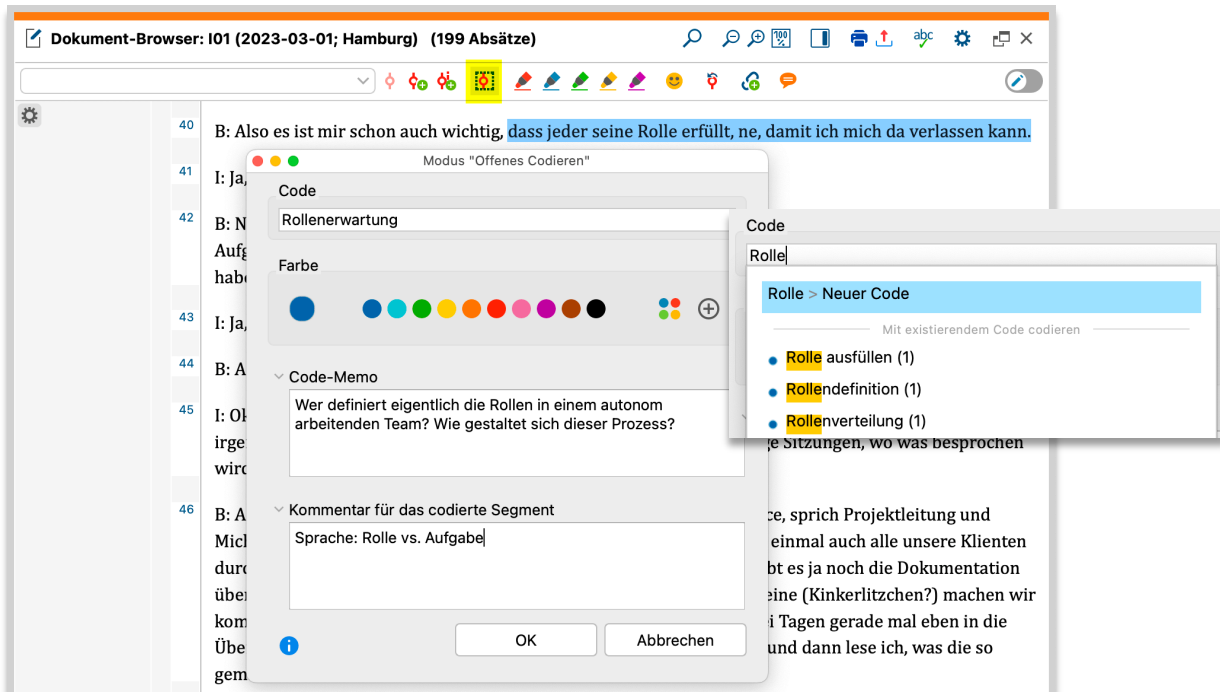 Dokument-Browser: I01 (2023-03-01; Hamburg) (199 Absätze)
100
%
abc
40 B: Also es ist mir schon auch wichtig, dass jeder seine Rolle erfüllt, ne, damit ich mich da verlassen kann.
41 I: Ja,
42 B: N
Aufg
habe
43 I: Ja,
44 B: A
45 I: Ok
irge
ge Sitzungen, wo was besprochen
wird
46 B: A
ce, sprich Projektleitung und
Mich
einmal auch alle unsere Klienten
durc
bt es ja noch die Dokumentation
über
eine (Kinkerlitzchen?) machen wir
kom
ei Tagen gerade mal eben in die
Übe
und dann lese ich, was die so
gem
Modus "Offenes Codieren"
Code
Rollenerwartung
Farbe
Code-Memo
Wer definiert eigentlich die Rollen in einem autonom
arbeitenden Team? Wie gestaltet sich dieser Prozess?
Kommentar für das codierte Segment
Sprache: Rolle vs. Aufgabe
OK
Abbrechen
Code
Rolle
Rolle > Neuer Code
Mit existierendem Code codieren
Rolle ausfüllen (1)
Rollendefinition (1)
Rollenverteilung (1)